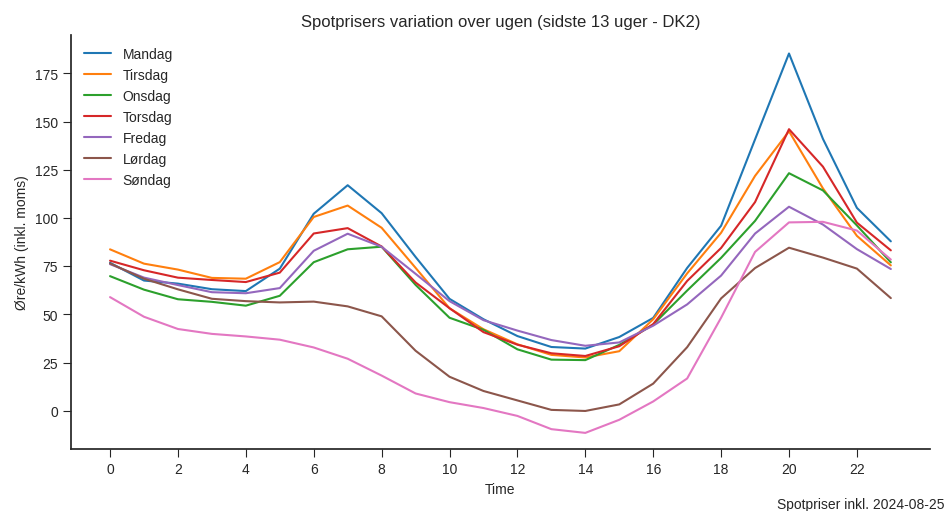 Spotprisers variation over ugen (sidste 13 uger - DK2)
Mandag
Tirsdag
Onsdag
Torsdag
Fredag
Lørdag
Søndag
Øre/kWh (inkl. moms)
175
150
125
100
75
50
25
0
0 2 4 6 8 10 12 14 16 18 20 22
Time
Spotpriser inkl. 2024-08-25